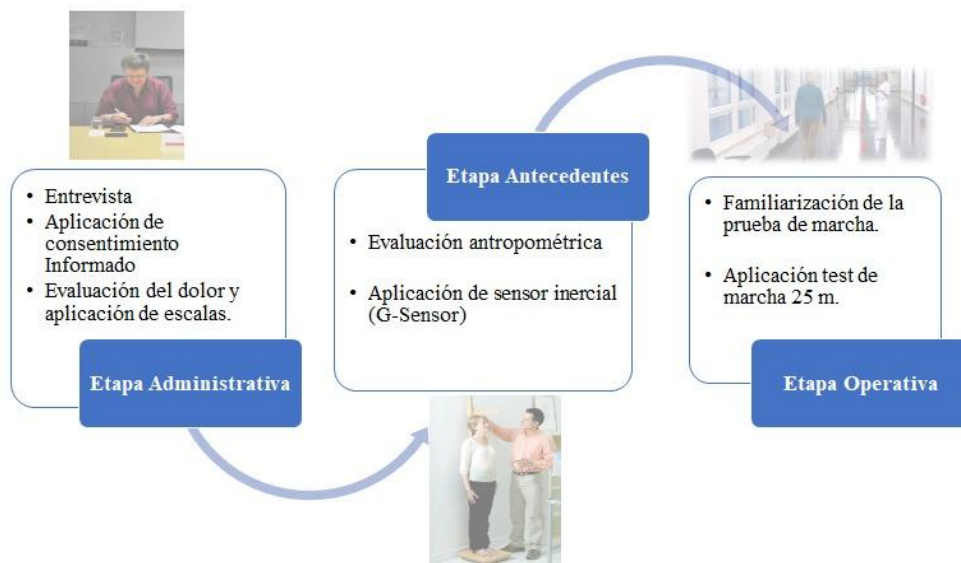 • Entrevista
• Aplicación de
consentimiento
Informado
• Evaluación del dolor y
aplicación de escalas.
Etapa Administrativa
Etapa Antecedentes
• Evaluación antropométrica
• Aplicación de sensor inercial
(G-Sensor)
• Familiarización de la
prueba de marcha.
• Aplicación test de
marcha 25 m.
Etapa Operativa